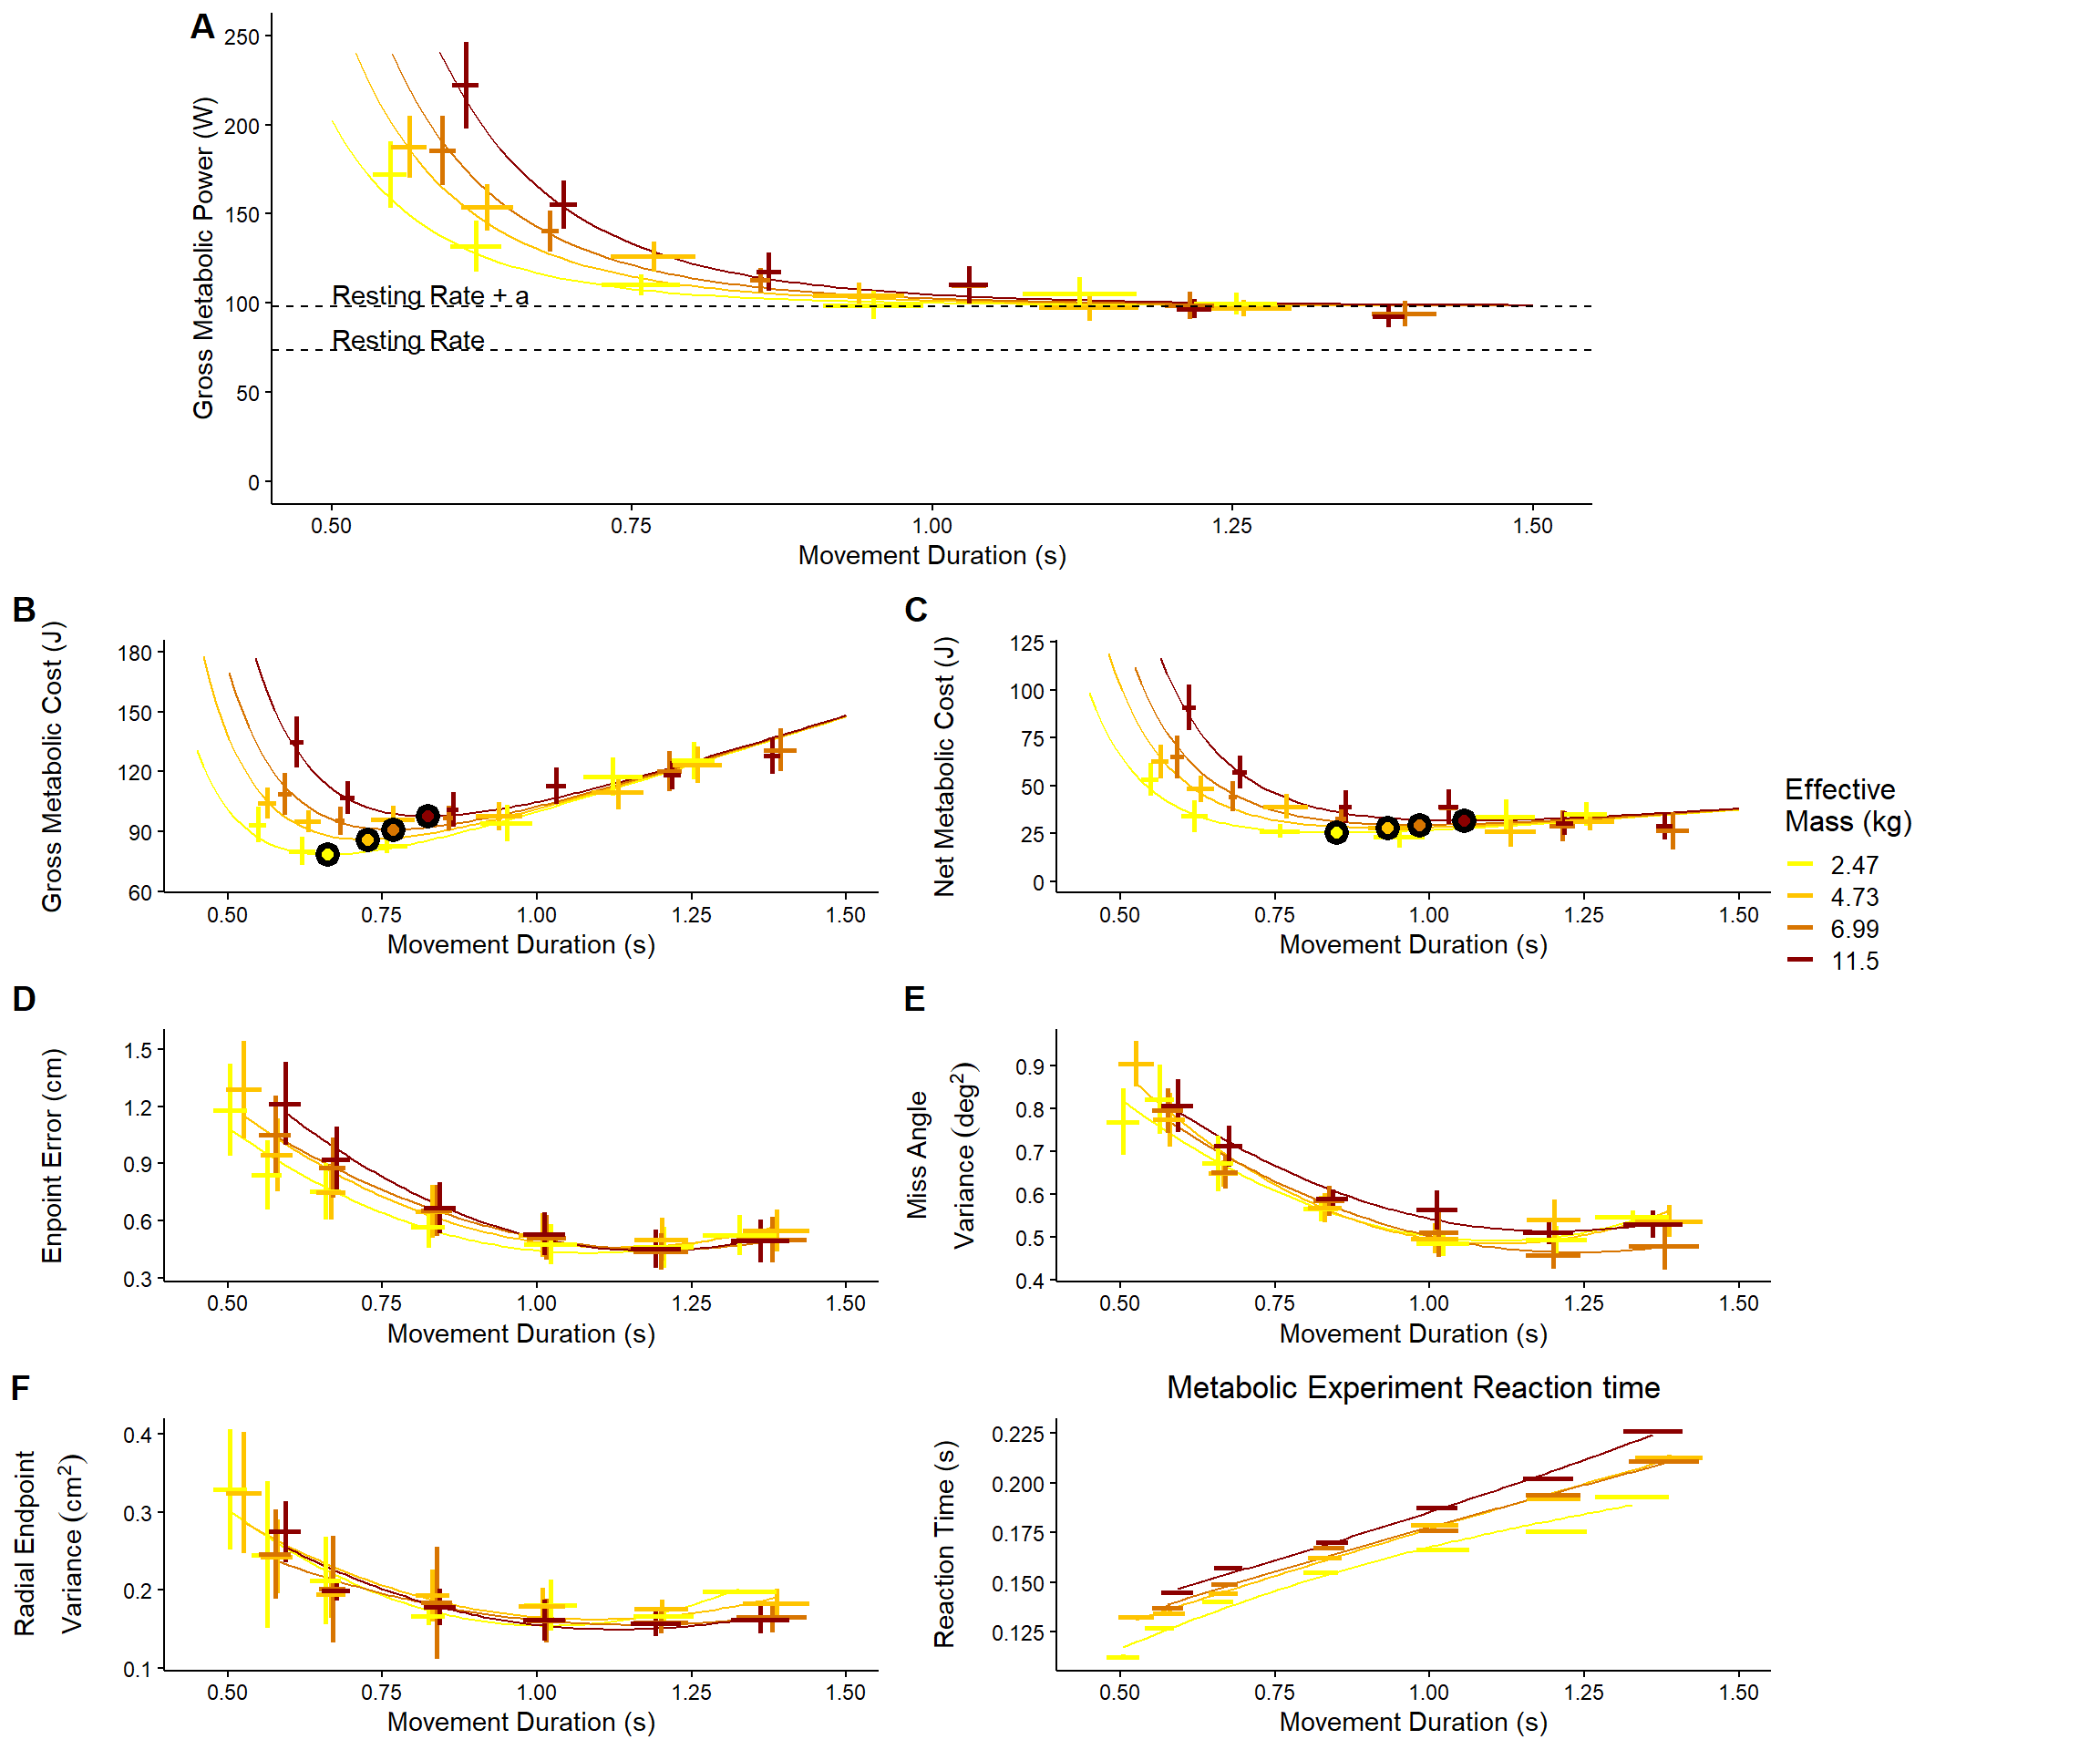 A
250
200
150
100
50
0
Gross Metabolic Power (W)
Resting Rate + a
Resting Rate
0.50 0.75 1.00 1.25 1.50
Movement Duration (s)
B
180
150
120
90
60
Gross Metabolic Cost (J)
0.50 0.75 1.00 1.25 1.50
Movement Duration (s)
C
125
100
75
50
25
0
Net Metabolic Cost (J)
0.50 0.75 1.00 1.25 1.50
Movement Duration (s)
Effective
Mass (kg)
2.47
4.73
6.99
11.5
D
1.5
1.2
0.9
0.6
0.3
Enpoint Error (cm)
0.50 0.75 1.00 1.25 1.50
Movement Duration (s)
E
0.9
0.8
0.7
0.6
0.5
0.4
Miss Angle
Variance (deg²)
0.50 0.75 1.00 1.25 1.50
Movement Duration (s)
F
0.4
0.3
0.2
0.1
Radial Endpoint
Variance (cm²)
0.50 0.75 1.00 1.25 1.50
Movement Duration (s)
Metabolic Experiment Reaction time
0.225
0.200
0.175
0.150
0.125
Reaction Time (s)
0.50 0.75 1.00 1.25 1.50
Movement Duration (s)